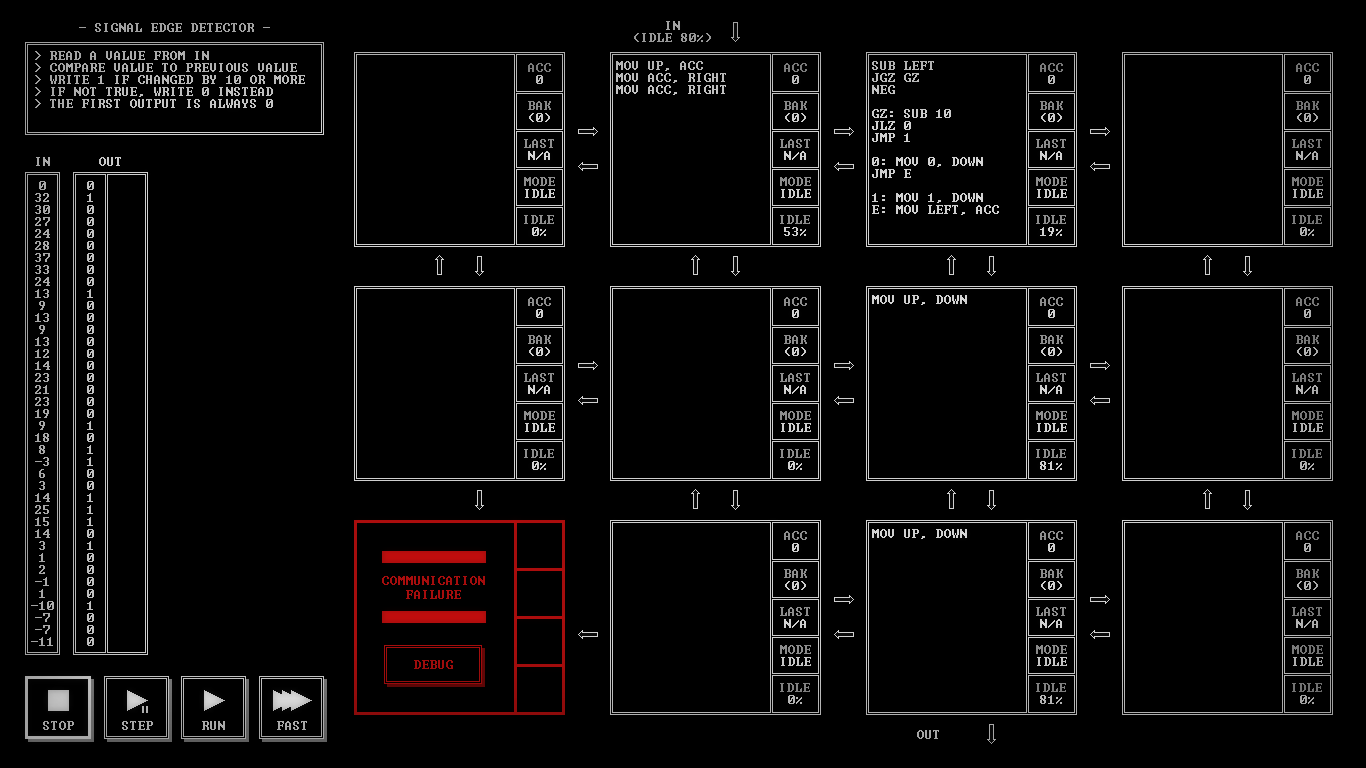 - SIGNAL EDGE DETECTOR -
> READ A VALUE FROM IN
> COMPARE VALUE TO PREVIOUS VALUE
> WRITE 1 IF CHANGED BY 10 OR MORE
> IF NOT TRUE, WRITE 0 INSTEAD
> THE FIRST OUTPUT IS ALWAYS 0
IN OUT
0 0
32 1
30 0
27 0
24 0
28 0
37 0
33 0
24 0
13 1
9 0
13 0
9 0
13 0
12 0
14 0
23 0
21 0
23 0
19 0
9 1
18 0
8 1
-3 1
6 0
3 0
14 1
25 1
15 1
14 0
3 1
1 0
2 0
-1 0
1 0
-10 1
-7 0
-7 0
-11 0
STOP
STEP
RUN
FAST
IN
(IDLE 80%)
ACC
0
BAK
(0)
LAST
N/A
MODE
IDLE
IDLE
0%
MOV UP, ACC
MOV ACC, RIGHT
MOV ACC, RIGHT
ACC
0
BAK
(0)
LAST
N/A
MODE
IDLE
IDLE
53%
SUB LEFT
JGZ GZ
NEG
GZ: SUB 10
JLZ 0
JMP 1
0: MOV 0, DOWN
JMP E
1: MOV 1, DOWN
E: MOV LEFT, ACC
ACC
0
BAK
(0)
LAST
N/A
MODE
IDLE
IDLE
19%
ACC
0
BAK
(0)
LAST
N/A
MODE
IDLE
IDLE
0%
ACC
0
BAK
(0)
LAST
N/A
MODE
IDLE
IDLE
0%
ACC
0
BAK
(0)
LAST
N/A
MODE
IDLE
IDLE
0%
MOV UP, DOWN
ACC
0
BAK
(0)
LAST
N/A
MODE
IDLE
IDLE
81%
ACC
0
BAK
(0)
LAST
N/A
MODE
IDLE
IDLE
0%
COMMUNICATION
FAILURE
DEBUG
ACC
0
BAK
(0)
LAST
N/A
MODE
IDLE
IDLE
0%
MOV UP, DOWN
ACC
0
BAK
(0)
LAST
N/A
MODE
IDLE
IDLE
81%
ACC
0
BAK
(0)
LAST
N/A
MODE
IDLE
IDLE
0%
OUT